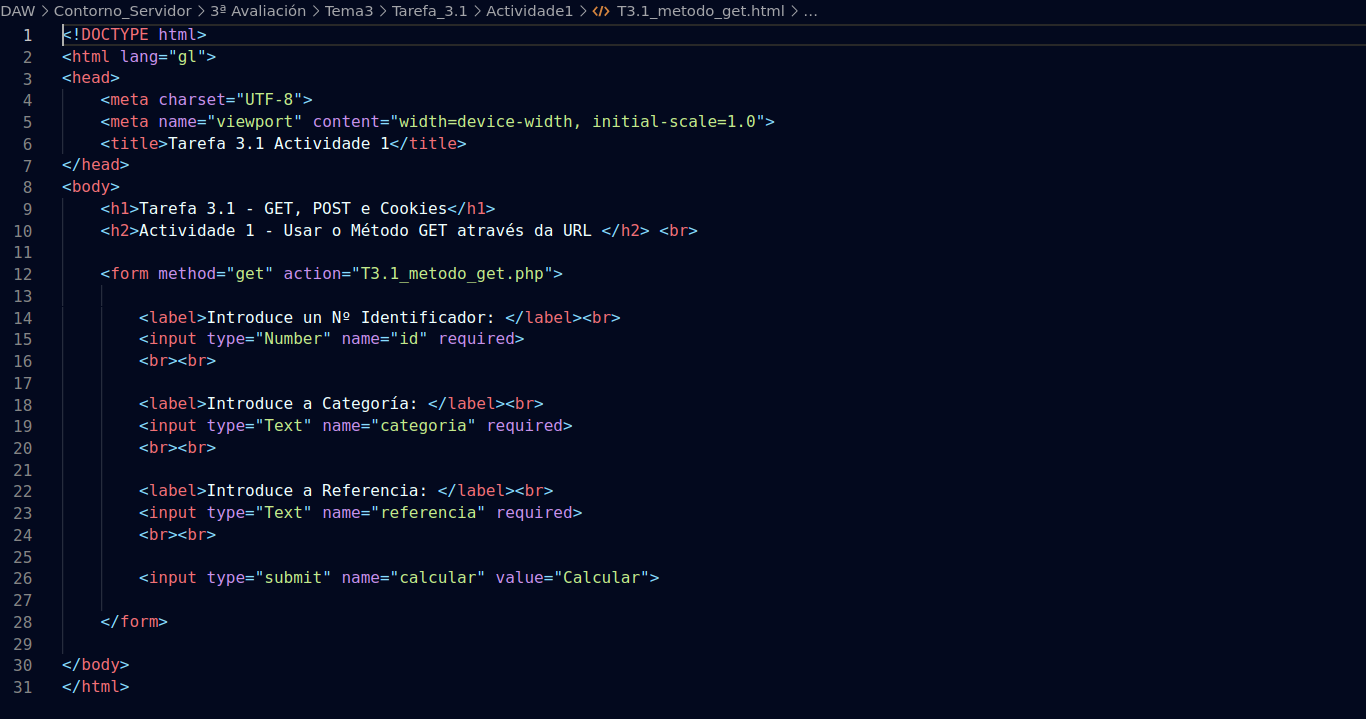 DAW > Contorno_Servidor > 3ª Avaliación > Tema3 > Tarefa_3.1 > Actividade1 > </> T3.1_metodo_get.html > ...
1 <!DOCTYPE html>
2 <html lang="gl">
3 <head>
4 <meta charset="UTF-8">
5 <meta name="viewport" content="width=device-width, initial-scale=1.0">
6 <title>Tarefa 3.1 Actividade 1</title>
7 </head>
8 <body>
9 <h1>Tarefa 3.1 - GET, POST e Cookies</h1>
10 <h2>Actividade 1 - Usar o Método GET através da URL </h2> <br>
11
12 <form method="get" action="T3.1_metodo_get.php">
13
14 <label>Introduce un Nº Identificador: </label><br>
15 <input type="Number" name="id" required>
16 <br><br>
17
18 <label>Introduce a Categoría: </label><br>
19 <input type="Text" name="categoria" required>
20 <br><br>
21
22 <label>Introduce a Referencia: </label><br>
23 <input type="Text" name="referencia" required>
24 <br><br>
25
26 <input type="submit" name="calcular" value="Calcular">
27
28 </form>
29
30 </body>
31 </html>